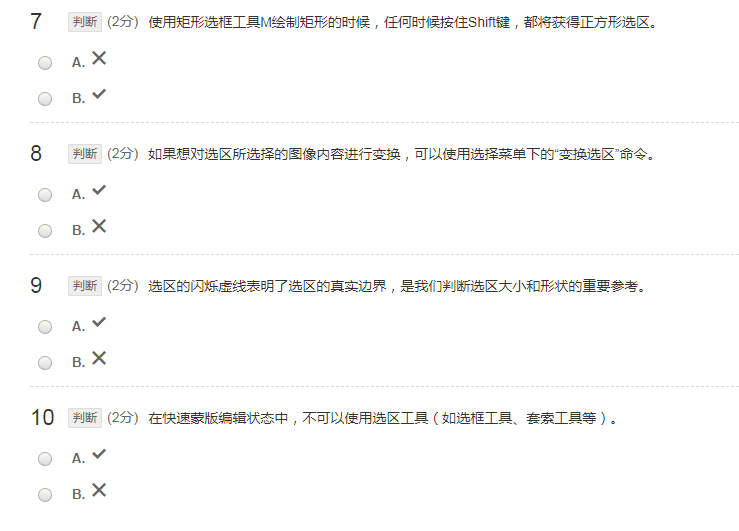 7 判断 (2分) 使用矩形选框工具M绘制矩形的时候，任何时候按住Shift键，都将获得正方形选区。
A. ✕
B. ✓
8 判断 (2分) 如果想对选区所选择的图像内容进行变换，可以使用选择菜单下的“变换选区”命令。
A. ✓
B. ✕
9 判断 (2分) 选区的闪烁虚线表明了选区的真实边界，是我们判断选区大小和形状的重要参考。
A. ✓
B. ✕
10 判断 (2分) 在快速蒙版编辑状态中，不可以使用选区工具（如选框工具、套索工具等）。
A. ✓
B. ✕